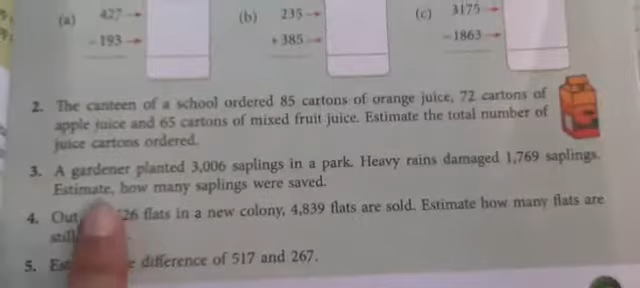 (a) 427 (b) 235 (c) 3175
- 193 + 385 - 1863
2. The canteen of a school ordered 85 cartons of orange juice, 72 cartons of
apple juice and 65 cartons of mixed fruit juice. Estimate the total number of
juice cartons ordered.
3. A gardener planted 3,006 saplings in a park. Heavy rains damaged 1,769 saplings.
Estimate, how many saplings were saved.
4. Out 26 flats in a new colony, 4,839 flats are sold. Estimate how many flats are
still
5. difference of 517 and 267.